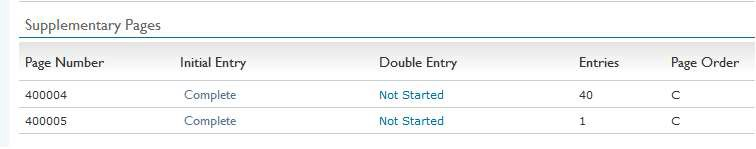 Supplementary Pages
Page Number Initial Entry Double Entry Entries Page Order
400004 Complete Not Started 40 C
400005 Complete Not Started 1 C